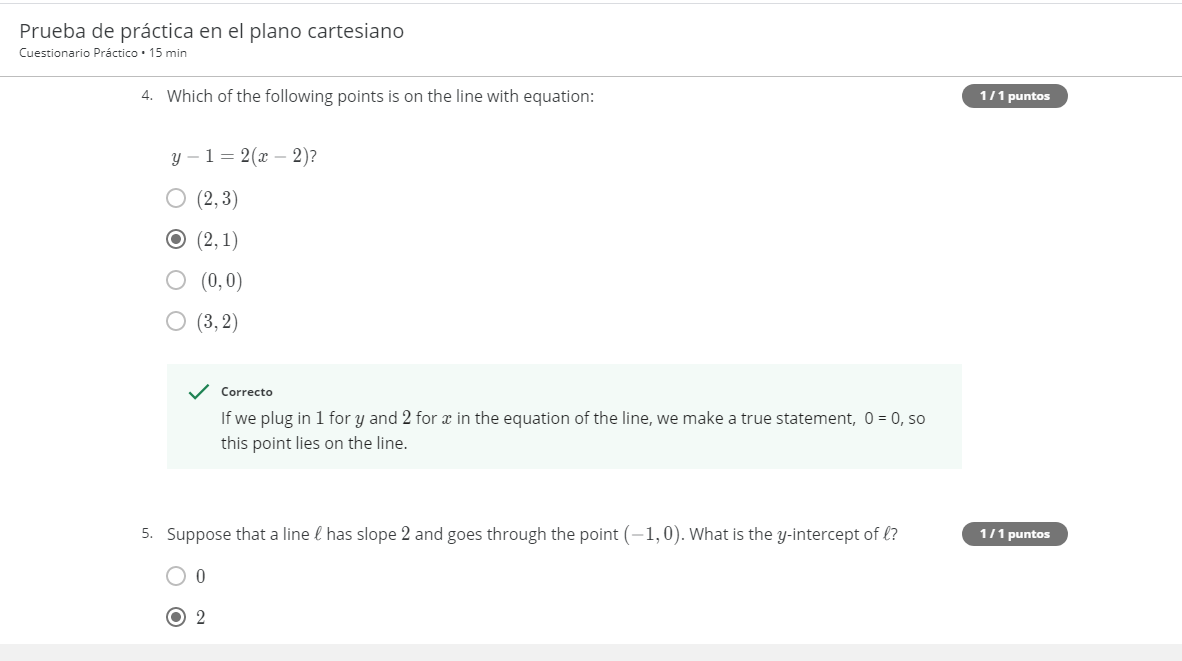 Prueba de práctica en el plano cartesiano
Cuestionario Práctico • 15 min
4. Which of the following points is on the line with equation:
1 / 1 puntos
y − 1 = 2(x − 2)?
(2, 3)
(2, 1)
(0, 0)
(3, 2)
Correcto
If we plug in 1 for y and 2 for x in the equation of the line, we make a true statement, 0 = 0, so
this point lies on the line.
5. Suppose that a line ℓ has slope 2 and goes through the point (−1, 0). What is the y-intercept of ℓ?
1 / 1 puntos
0
2